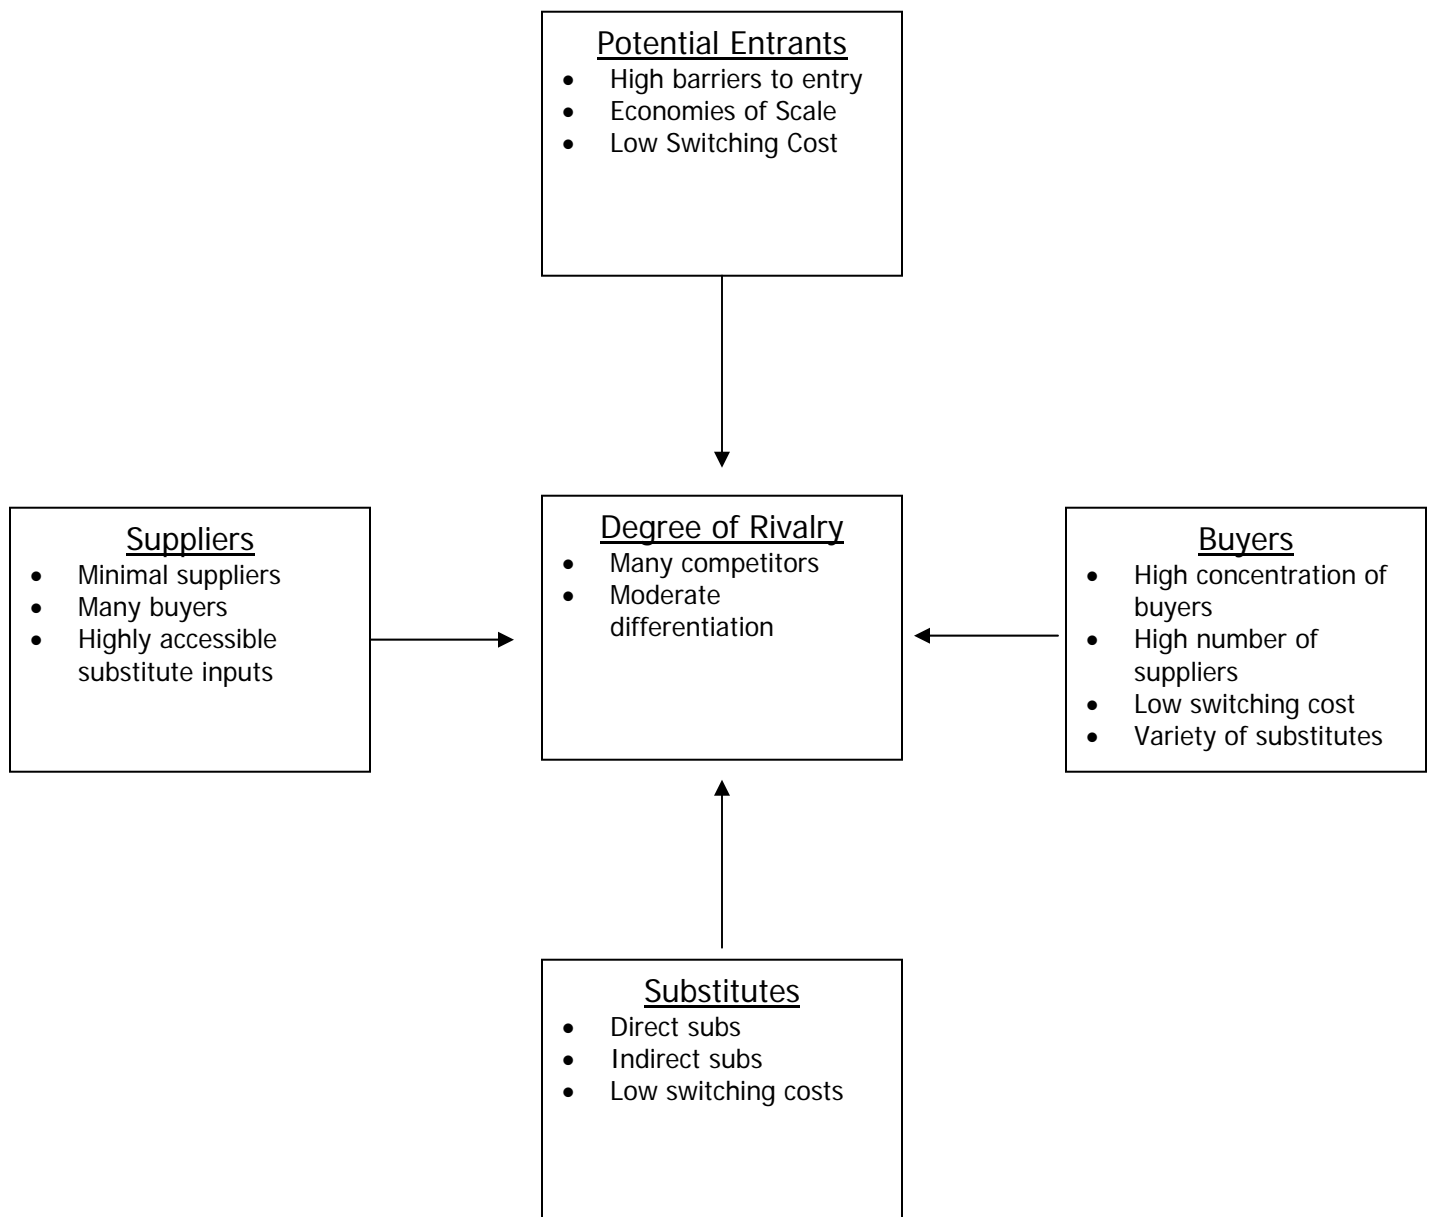 Potential Entrants
• High barriers to entry
• Economies of Scale
• Low Switching Cost
Suppliers
• Minimal suppliers
• Many buyers
• Highly accessible
substitute inputs
Degree of Rivalry
• Many competitors
• Moderate
differentiation
Buyers
• High concentration of
buyers
• High number of
suppliers
• Low switching cost
• Variety of substitutes
Substitutes
• Direct subs
• Indirect subs
• Low switching costs